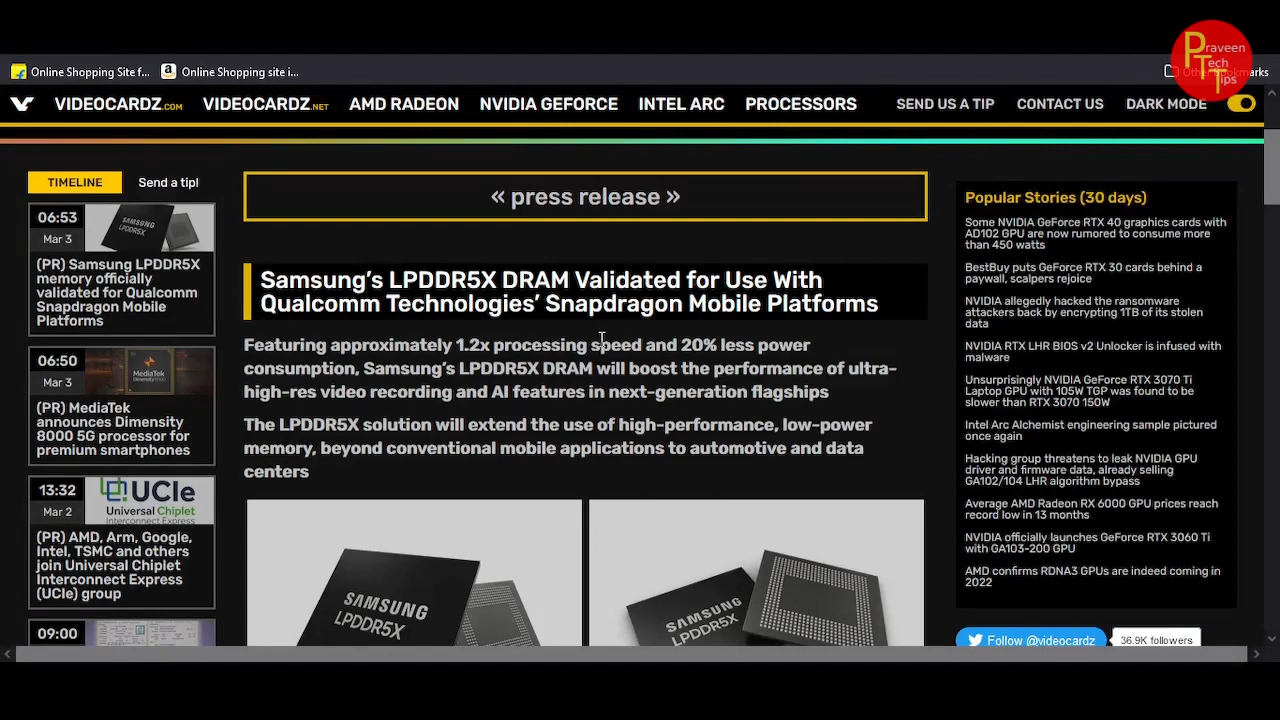 Praveen
Tech
Tips
Online Shopping Site f...
Online Shopping site i...
Other bookmarks
VIDEOCARDZ.COM
VIDEOCARDZ.NET
AMD RADEON
NVIDIA GEFORCE
INTEL ARC
PROCESSORS
SEND US A TIP
CONTACT US
DARK MODE
TIMELINE
Send a tip!
06:53
Mar 3
SAMSUNG
LPDDR5X
(PR) Samsung LPDDR5X
memory officially
validated for Qualcomm
Snapdragon Mobile
Platforms
06:50
Mar 3
MediaTek
(PR) MediaTek
announces Dimensity
8000 5G processor for
premium smartphones
13:32
Mar 2
UCIe
Universal Chiplet
Interconnect Express
(PR) AMD, Arm, Google,
Intel, TSMC and others
join Universal Chiplet
Interconnect Express
(UCIe) group
09:00
« press release »
Samsung’s LPDDR5X DRAM Validated for Use With
Qualcomm Technologies’ Snapdragon Mobile Platforms
Featuring approximately 1.2x processing speed and 20% less power
consumption, Samsung’s LPDDR5X DRAM will boost the performance of ultra-
high-res video recording and AI features in next-generation flagships
The LPDDR5X solution will extend the use of high-performance, low-power
memory, beyond conventional mobile applications to automotive and data
centers
SAMSUNG
LPDDR5X
SAMSUNG
LPDDR5X
Popular Stories (30 days)
Some NVIDIA GeForce RTX 40 graphics cards with
AD102 GPU are now rumored to consume more
than 450 watts
BestBuy puts GeForce RTX 30 cards behind a
paywall, scalpers rejoice
NVIDIA allegedly hacked the ransomware
attackers back by encrypting 1TB of its stolen
data
NVIDIA RTX LHR BIOS v2 Unlocker is infused with
malware
Unsurprisingly NVIDIA GeForce RTX 3070 Ti
Laptop GPU with 105W TGP was found to be
slower than RTX 3070 150W
Intel Arc Alchemist engineering sample pictured
once again
Hacking group threatens to leak NVIDIA GPU
driver and firmware data, already selling
GA102/104 LHR algorithm bypass
Average AMD Radeon RX 6000 GPU prices reach
record low in 13 months
NVIDIA officially launches GeForce RTX 3060 Ti
with GA103-200 GPU
AMD confirms RDNA3 GPUs are indeed coming in
2022
Follow @videocardz
36.9K followers